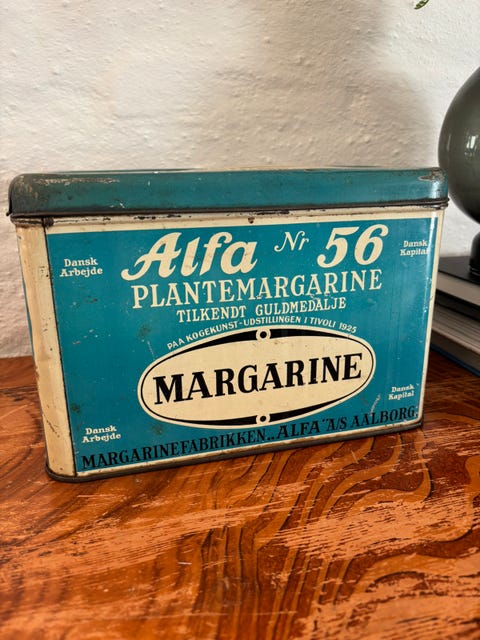 Alfa Nr 56
Dansk
Arbejde
Dansk
Kapital
PLANTEMARGARINE
TILKENDT GULDMEDALJE
PAA KOGEKUNST-UDSTILLINGEN I TIVOLI 1925
MARGARINE
Dansk
Arbejde
Dansk
Kapital
MARGARINEFABRIKKEN „ALFA" A/S AALBORG.